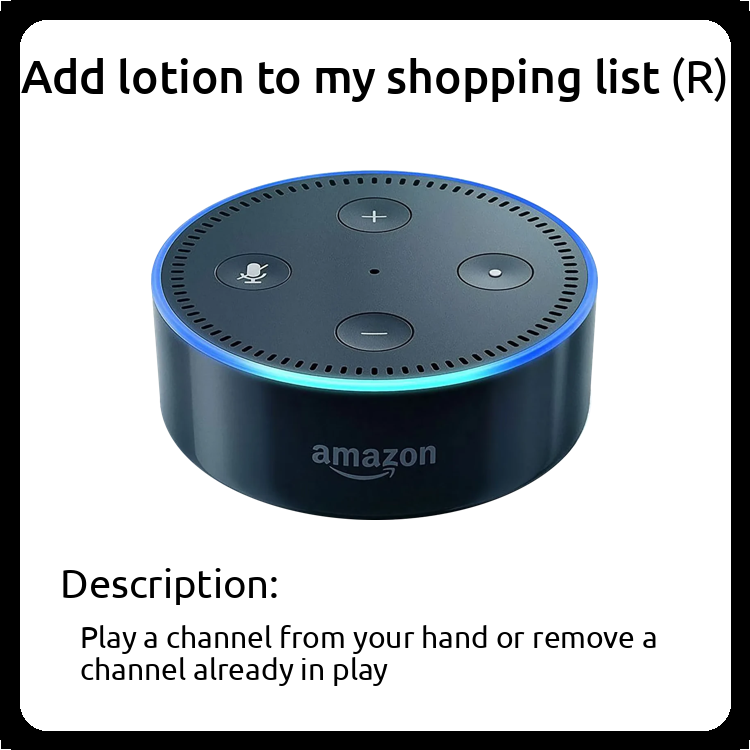 Add lotion to my shopping list (R)
amazon
Description:
Play a channel from your hand or remove a
channel already in play